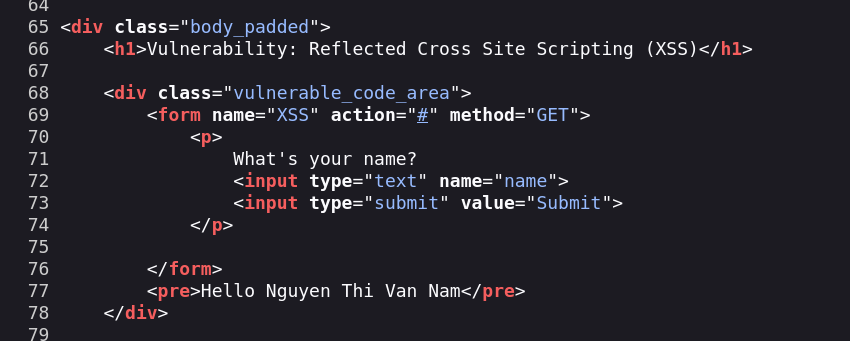 64
65 <div class="body_padded">
66     <h1>Vulnerability: Reflected Cross Site Scripting (XSS)</h1>
67
68     <div class="vulnerable_code_area">
69         <form name="XSS" action="#" method="GET">
70             <p>
71                 What's your name?
72                 <input type="text" name="name">
73                 <input type="submit" value="Submit">
74             </p>
75
76         </form>
77         <pre>Hello Nguyen Thi Van Nam</pre>
78     </div>
79